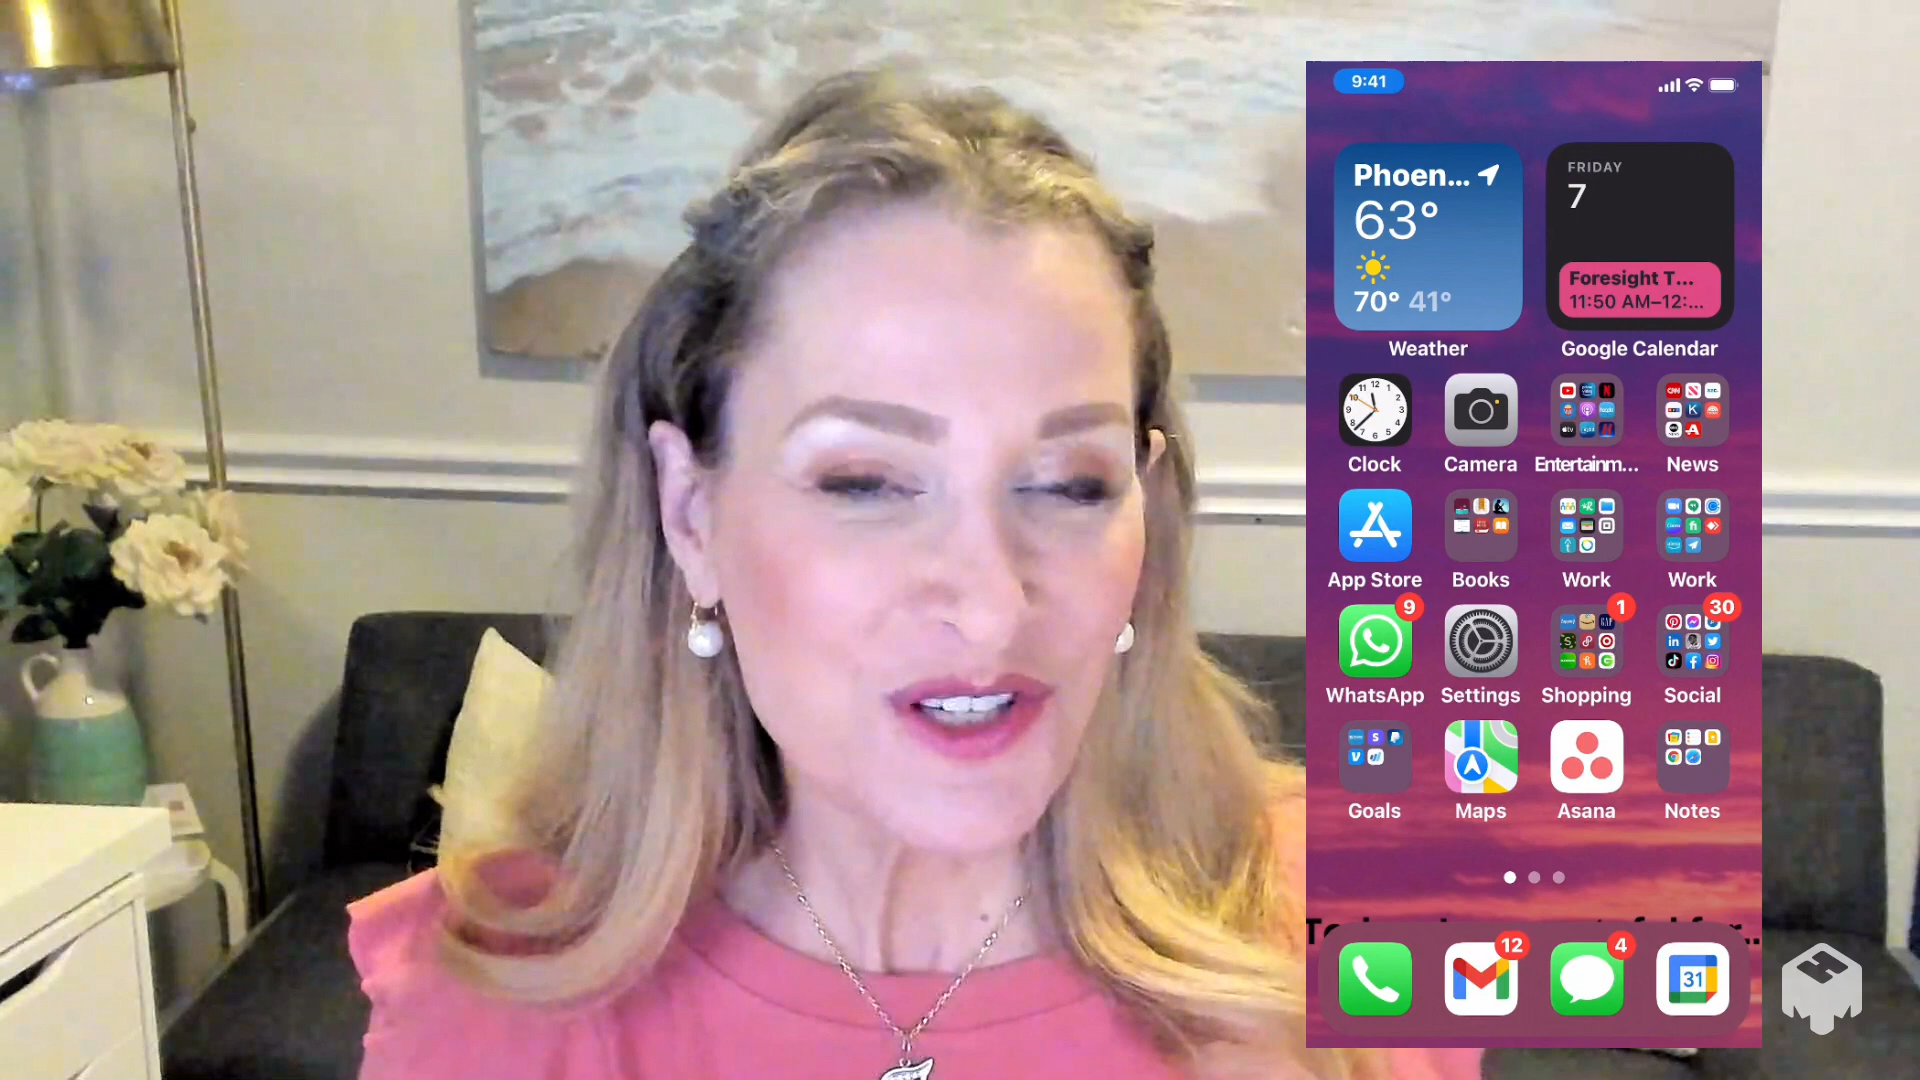 9:41
Phoen...
63°
70° 41°
Weather
FRIDAY
7
Foresight T...
11:50 AM–12:...
Google Calendar
Clock
Camera
Entertainm...
News
App Store
Books
Work
Work
9
1
30
WhatsApp
Settings
Shopping
Social
Goals
Maps
Asana
Notes
12
4
31